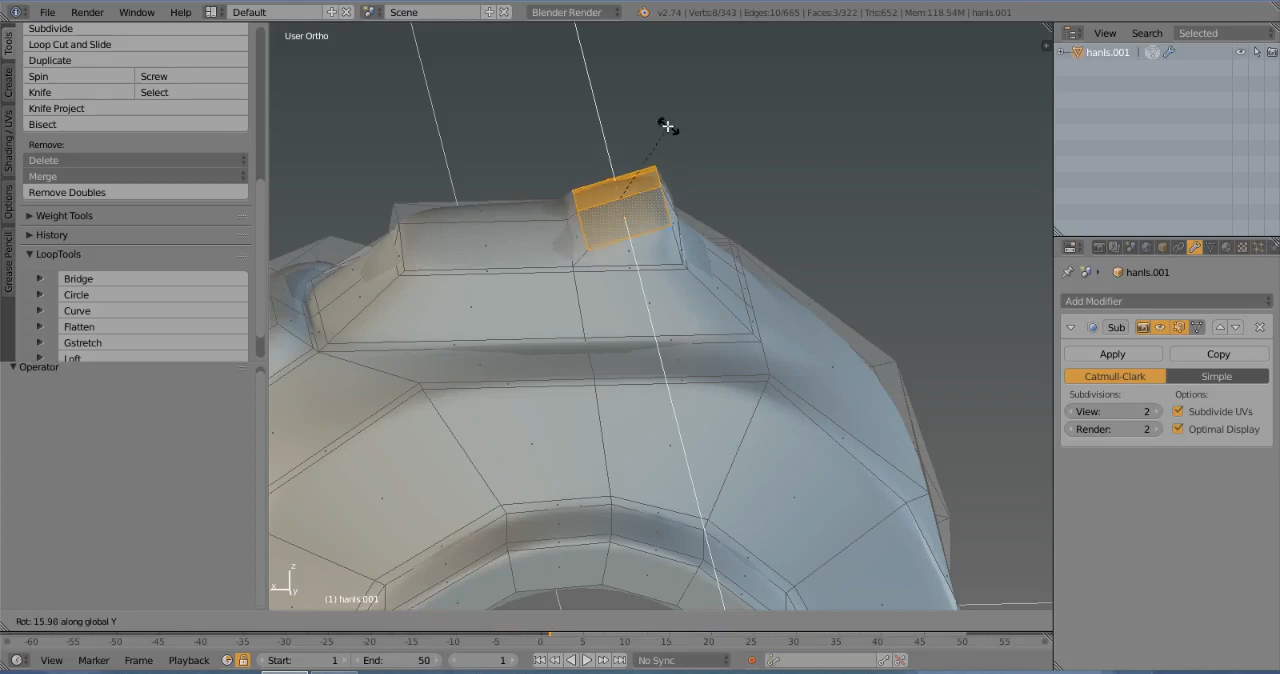 File Render Window Help Default Scene Blender Render v2.74 | Verts:8/343 | Edges:10/665 | Faces:3/322 | Tris:652 | Mem:118.54M | hanls.001
Tools
Create
Shading / UVs
Options
Grease Pencil
Subdivide
Loop Cut and Slide
Duplicate
Spin Screw
Knife Select
Knife Project
Bisect
Remove:
Delete
Merge
Remove Doubles
Weight Tools
History
LoopTools
Bridge
Circle
Curve
Flatten
Gstretch
Loft
Operator
User Ortho
z
x
y
(1) hanls.001
View Search Selected
hanls.001
hanls.001
Add Modifier
Sub
Apply Copy
Catmull-Clark Simple
Subdivisions: Options:
View: 2 Subdivide UVs
Render: 2 Optimal Display
Rot: 15.98 along global Y
-60 -55 -50 -45 -40 -35 -30 -25 -20 -15 -10 -5 0 5 10 15 20 25 30 35 40 45 50 55
View Marker Frame Playback Start: 1 End: 50 1 No Sync